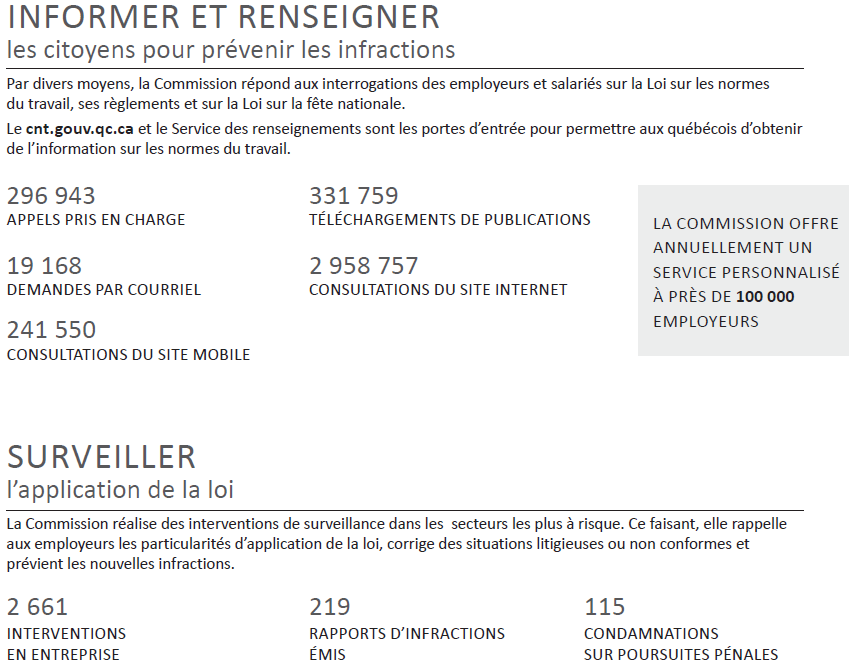 INFORMER ET RENSEIGNER
les citoyens pour prévenir les infractions
Par divers moyens, la Commission répond aux interrogations des employeurs et salariés sur la Loi sur les normes
du travail, ses règlements et sur la Loi sur la fête nationale.
Le cnt.gouv.qc.ca et le Service des renseignements sont les portes d’entrée pour permettre aux québécois d’obtenir
de l’information sur les normes du travail.
296 943
APPELS PRIS EN CHARGE
331 759
TÉLÉCHARGEMENTS DE PUBLICATIONS
19 168
DEMANDES PAR COURRIEL
2 958 757
CONSULTATIONS DU SITE INTERNET
241 550
CONSULTATIONS DU SITE MOBILE
LA COMMISSION OFFRE
ANNUELLEMENT UN
SERVICE PERSONNALISÉ
À PRÈS DE 100 000
EMPLOYEURS
SURVEILLER
l’application de la loi
La Commission réalise des interventions de surveillance dans les secteurs les plus à risque. Ce faisant, elle rappelle
aux employeurs les particularités d’application de la loi, corrige des situations litigieuses ou non conformes et
prévient les nouvelles infractions.
2 661
INTERVENTIONS
EN ENTREPRISE
219
RAPPORTS D’INFRACTIONS
ÉMIS
115
CONDAMNATIONS
SUR POURSUITES PÉNALES